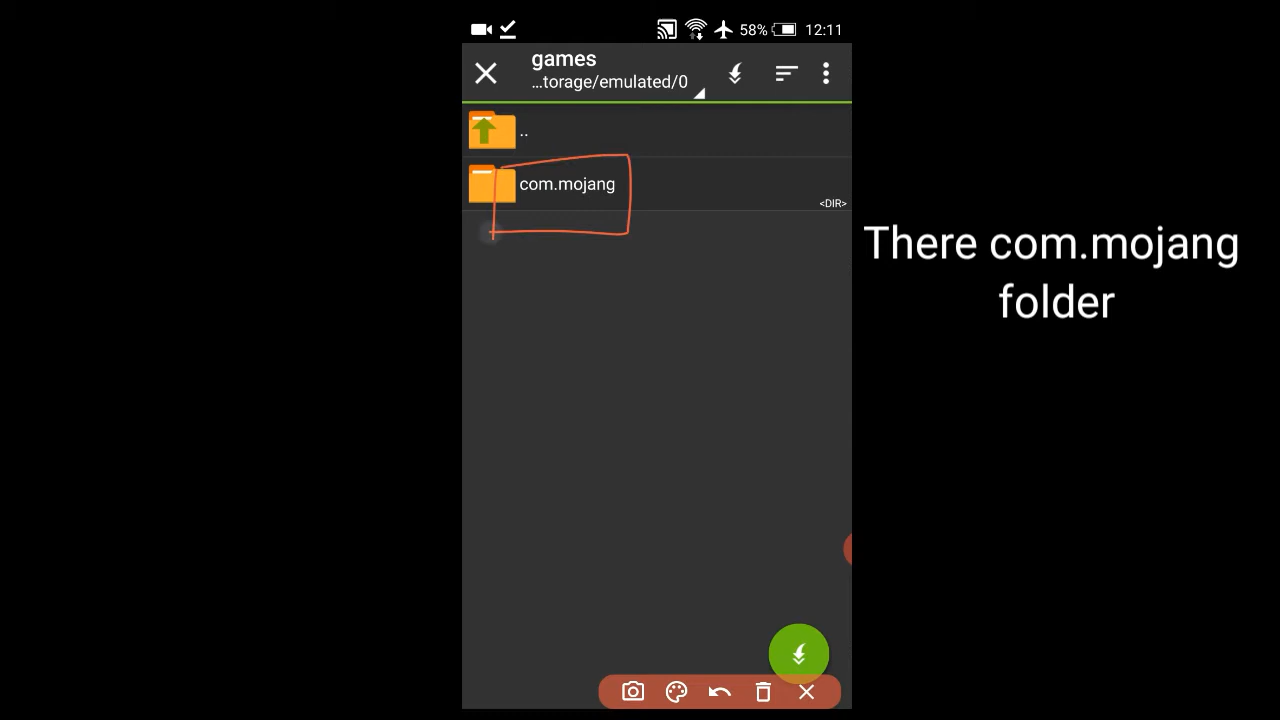 58% 12:11
games
...torage/emulated/0
..
com.mojang
<DIR>
There com.mojang
folder